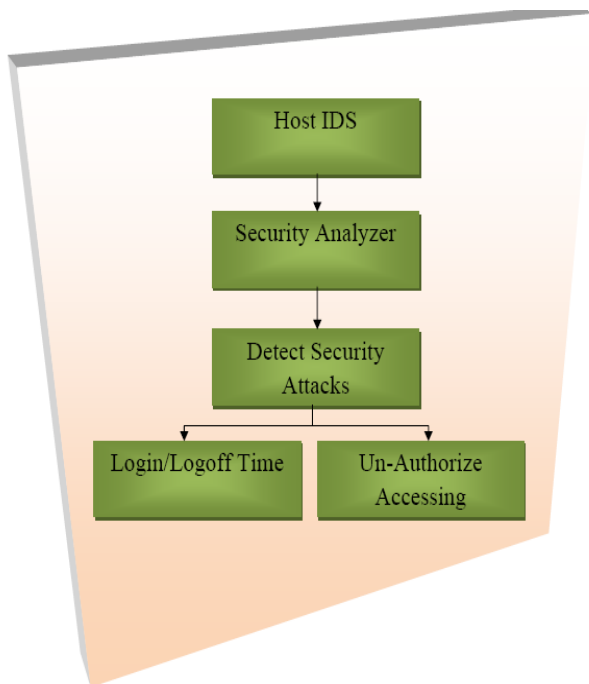 Host IDS
Security Analyzer
Detect Security
Attacks
Login/Logoff Time
Un-Authorize
Accessing